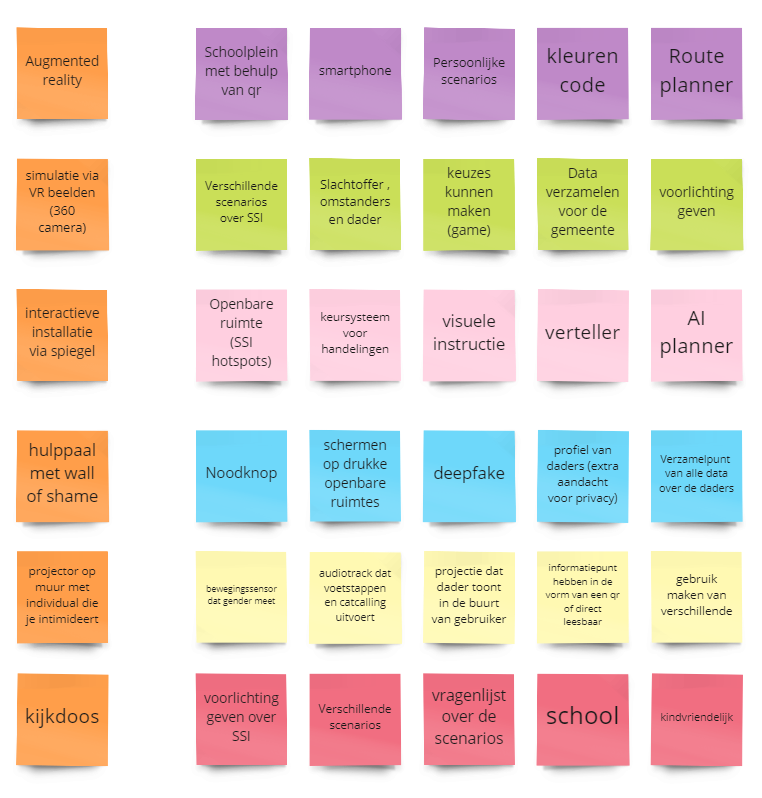 Augmented
reality
Schoolplein
met behulp
van qr
smartphone
Persoonlijke
scenarios
kleuren
code
Route
planner
simulatie via
VR beelden
(360
camera)
Verschillende
scenarios
over SSI
Slachtoffer ,
omstanders
en dader
keuzes
kunnen
maken
(game)
Data
verzamelen
voor de
gemeente
voorlichting
geven
interactieve
installatie
via spiegel
Openbare
ruimte
(SSI
hotspots)
keursysteem
voor
handelingen
visuele
instructie
verteller
AI
planner
hulppaal
met wall
of shame
Noodknop
schermen
op drukke
openbare
ruimtes
deepfake
profiel van
daders (extra
aandacht
voor privacy)
Verzamelpunt
van alle data
over de daders
projector op
muur met
individual die
je intimideert
bewegingssensor
dat gender meet
audiotrack dat
voetstappen
en catcalling
uitvoert
projectie dat
dader toont
in de buurt
van gebruiker
informatiepunt
hebben in de
vorm van een qr
of direct
leesbaar
gebruik
maken van
verschillende
kijkdoos
voorlichting
geven over
SSI
Verschillende
scenarios
vragenlijst
over de
scenarios
school
kindvriendelijk